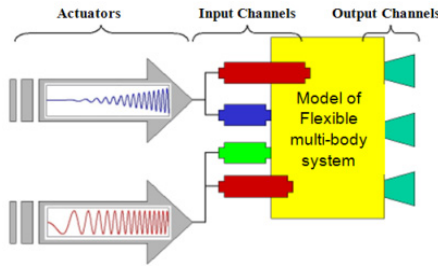 Actuators
Input Channels
Output Channels
Model of
Flexible
multi-body
system